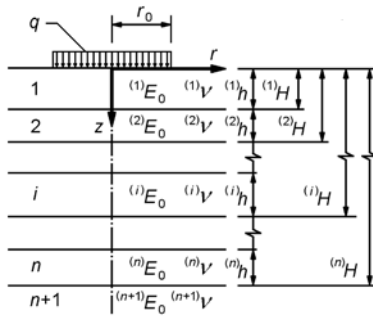 q r₀
r
1 ⁽¹⁾E₀ ⁽¹⁾ν ⁽¹⁾h ⁽¹⁾H
2 z ⁽²⁾E₀ ⁽²⁾ν ⁽²⁾h ⁽²⁾H
i ⁽ⁱ⁾E₀ ⁽ⁱ⁾ν ⁽ⁱ⁾h ⁽ⁱ⁾H
n ⁽ⁿ⁾E₀ ⁽ⁿ⁾ν ⁽ⁿ⁾h ⁽ⁿ⁾H
n+1 ⁽ⁿ⁺¹⁾E₀ ⁽ⁿ⁺¹⁾ν